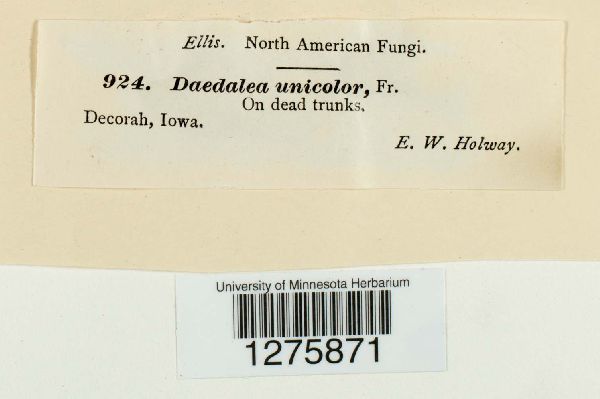 Ellis. North American Fungi.
924. Daedalea unicolor, Fr.
On dead trunks.
Decorah, Iowa.
E. W. Holway.
University of Minnesota Herbarium
1275871